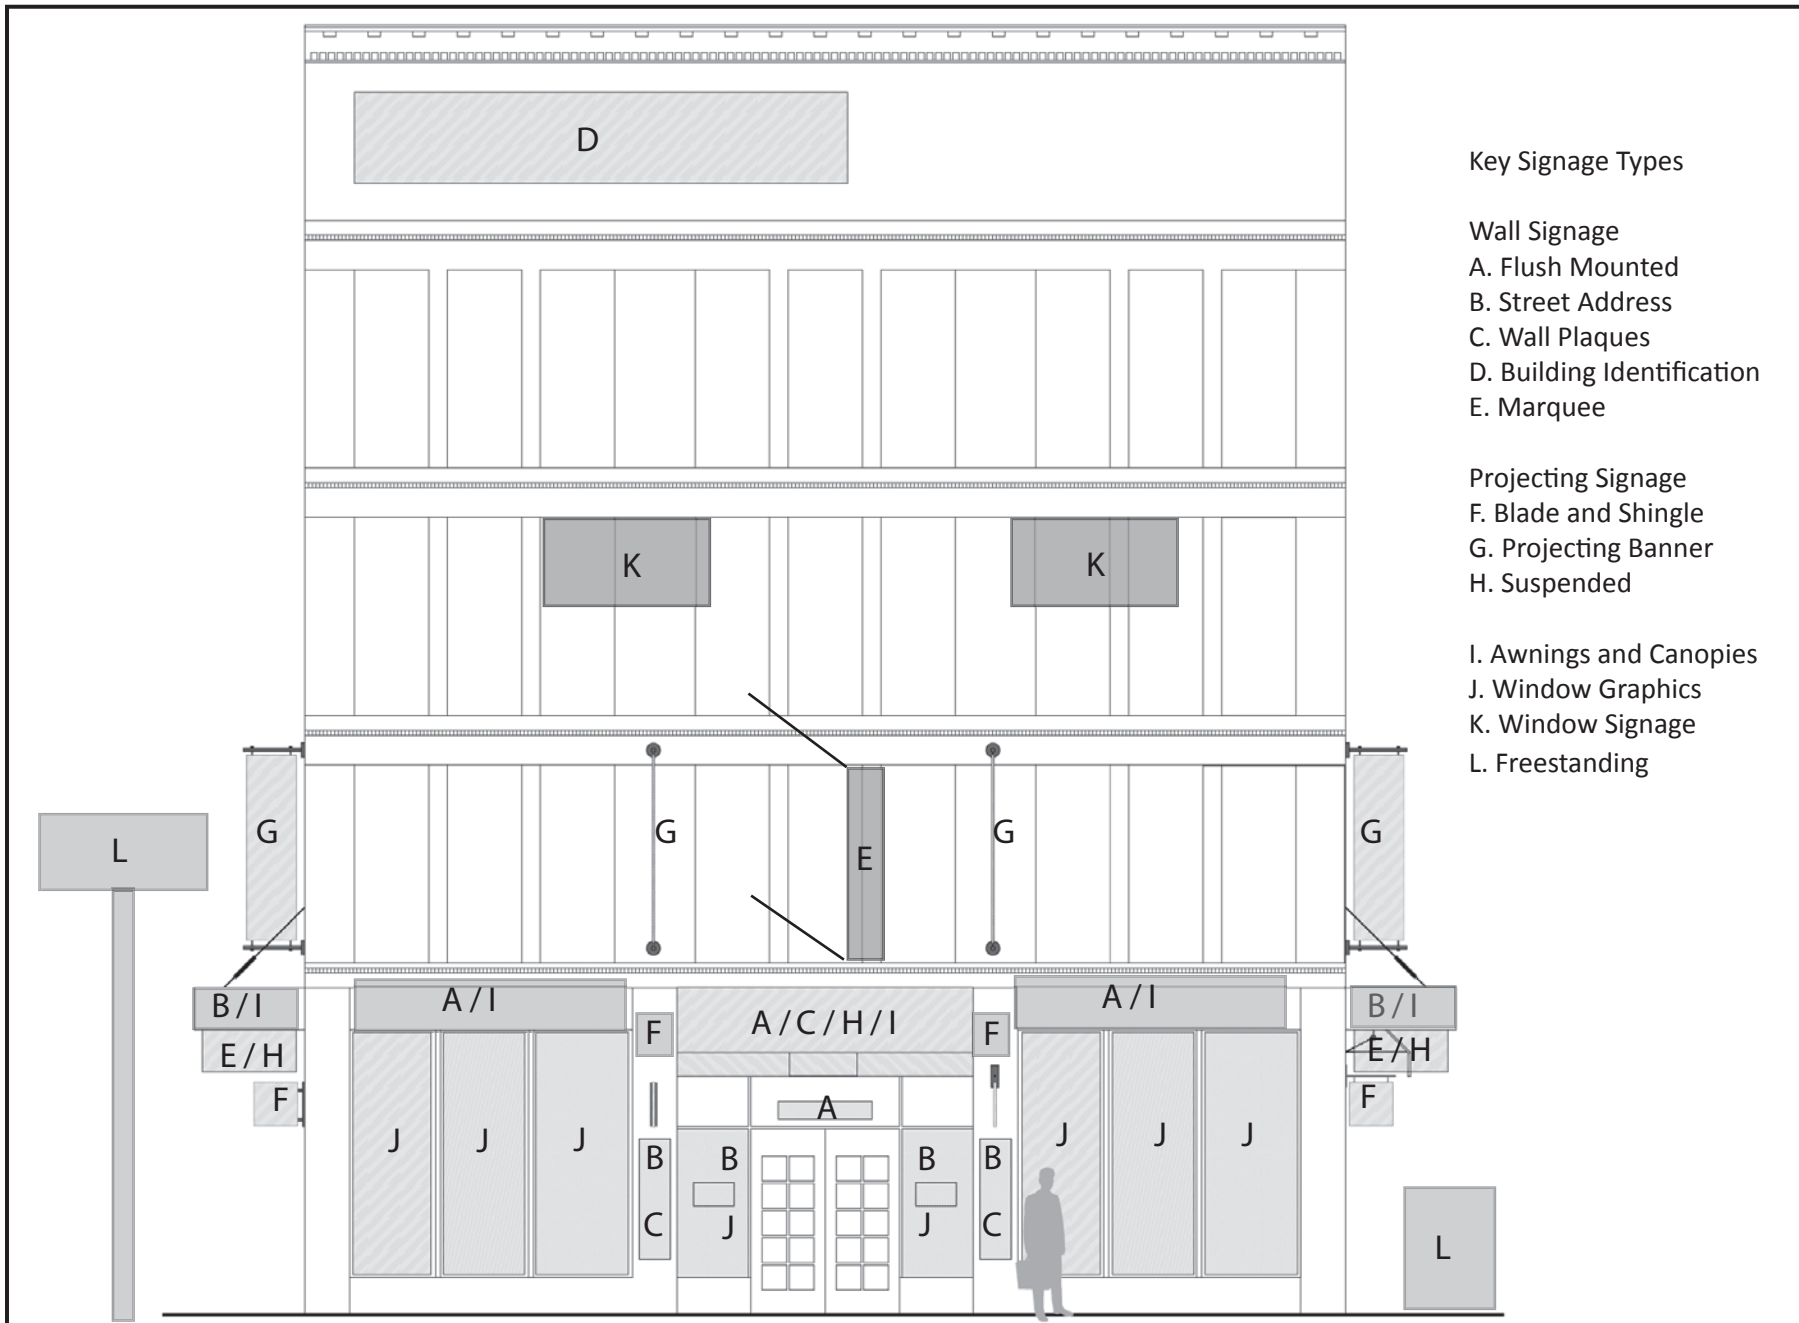 D
Key Signage Types
Wall Signage
A. Flush Mounted
B. Street Address
C. Wall Plaques
D. Building Identification
E. Marquee
Projecting Signage
F. Blade and Shingle
G. Projecting Banner
H. Suspended
I. Awnings and Canopies
J. Window Graphics
K. Window Signage
L. Freestanding
K K
G G G G
L E
B / I A / I A / C / H / I A / I B / I
F F
E / H E / H
F A F
J J J J J J
B B B B
C J J C
L